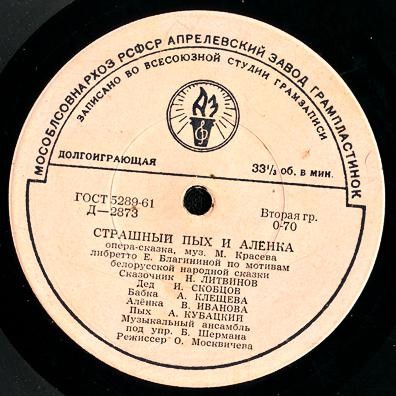 МОСОБЛСОВНАРХОЗ РСФСР АПРЕЛЕВСКИЙ ЗАВОД ГРАМПЛАСТИНОК
ЗАПИСАНО ВО ВСЕСОЮЗНОЙ СТУДИИ ГРАМЗАПИСИ
АЗ
ДОЛГОИГРАЮЩАЯ
33⅓ об. в мин.
ГОСТ 5289-61
Д—2873
Вторая гр.
0-70
СТРАШНЫЙ ПЫХ И АЛЁНКА
опера-сказка, муз. М. Красева
либретто Е. Благининой по мотивам
белорусской народной сказки
Сказочник Н. ЛИТВИНОВ
Дед И. СКОБЦОВ
Бабка А. КЛЕЩЕВА
Алёнка В. ИВАНОВА
Пых А. КУБАЦКИЙ
Музыкальный ансамбль
под упр. Б. Шермана
Режиссер О. Москвичева